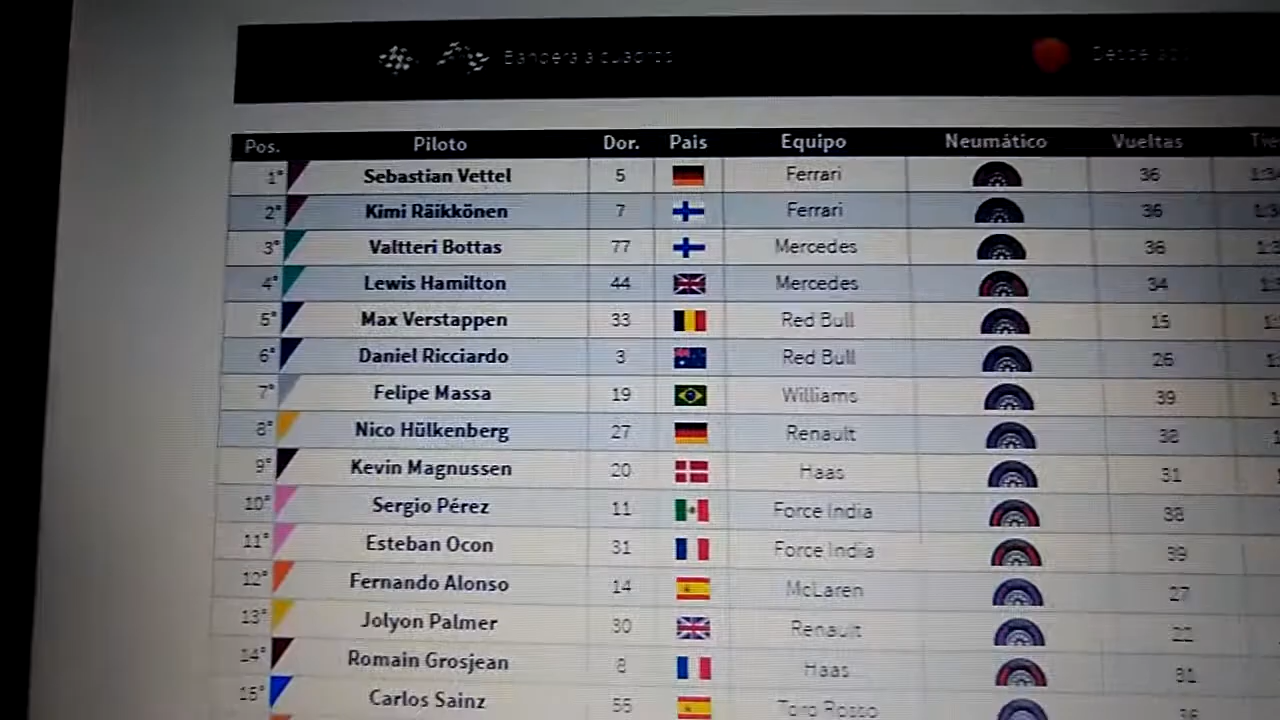 Bandera a cuadros
Pos. Piloto Dor. Pais Equipo Neumático Vueltas
1° Sebastian Vettel 5 Ferrari 36
2° Kimi Räikkönen 7 Ferrari 36
3° Valtteri Bottas 77 Mercedes 36
4° Lewis Hamilton 44 Mercedes 34
5° Max Verstappen 33 Red Bull 15
6° Daniel Ricciardo 3 Red Bull 26
7° Felipe Massa 19 Williams 39
8° Nico Hülkenberg 27 Renault
9° Kevin Magnussen 20 Haas 31
10° Sergio Pérez 11 Force India
11° Esteban Ocon 31 Force India 39
12° Fernando Alonso 14 McLaren 27
13° Jolyon Palmer 30 Renault 22
14° Romain Grosjean 8 Haas 31
15° Carlos Sainz 55 Toro Rosso